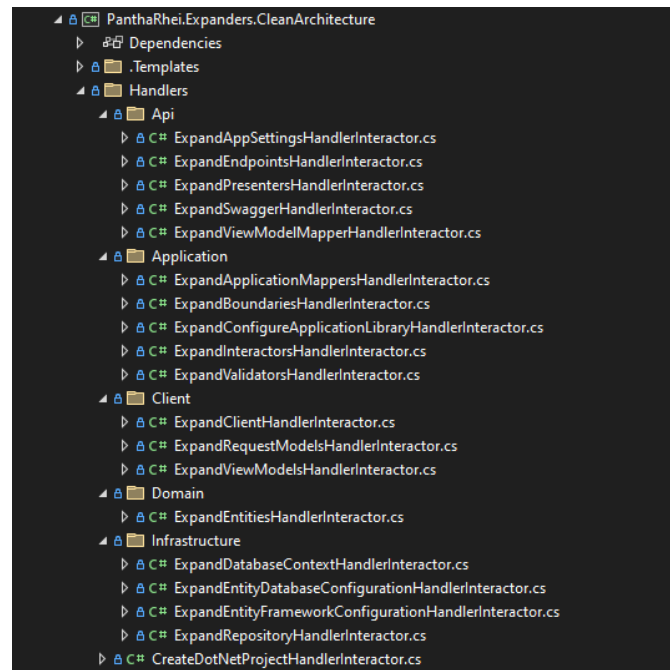 C# PanthaRhei.Expanders.CleanArchitecture
Dependencies
.Templates
Handlers
Api
C# ExpandAppSettingsHandlerInteractor.cs
C# ExpandEndpointsHandlerInteractor.cs
C# ExpandPresentersHandlerInteractor.cs
C# ExpandSwaggerHandlerInteractor.cs
C# ExpandViewModelMapperHandlerInteractor.cs
Application
C# ExpandApplicationMappersHandlerInteractor.cs
C# ExpandBoundariesHandlerInteractor.cs
C# ExpandConfigureApplicationLibraryHandlerInteractor.cs
C# ExpandInteractorsHandlerInteractor.cs
C# ExpandValidatorsHandlerInteractor.cs
Client
C# ExpandClientHandlerInteractor.cs
C# ExpandRequestModelsHandlerInteractor.cs
C# ExpandViewModelsHandlerInteractor.cs
Domain
C# ExpandEntitiesHandlerInteractor.cs
Infrastructure
C# ExpandDatabaseContextHandlerInteractor.cs
C# ExpandEntityDatabaseConfigurationHandlerInteractor.cs
C# ExpandEntityFrameworkConfigurationHandlerInteractor.cs
C# ExpandRepositoryHandlerInteractor.cs
C# CreateDotNetProjectHandlerInteractor.cs